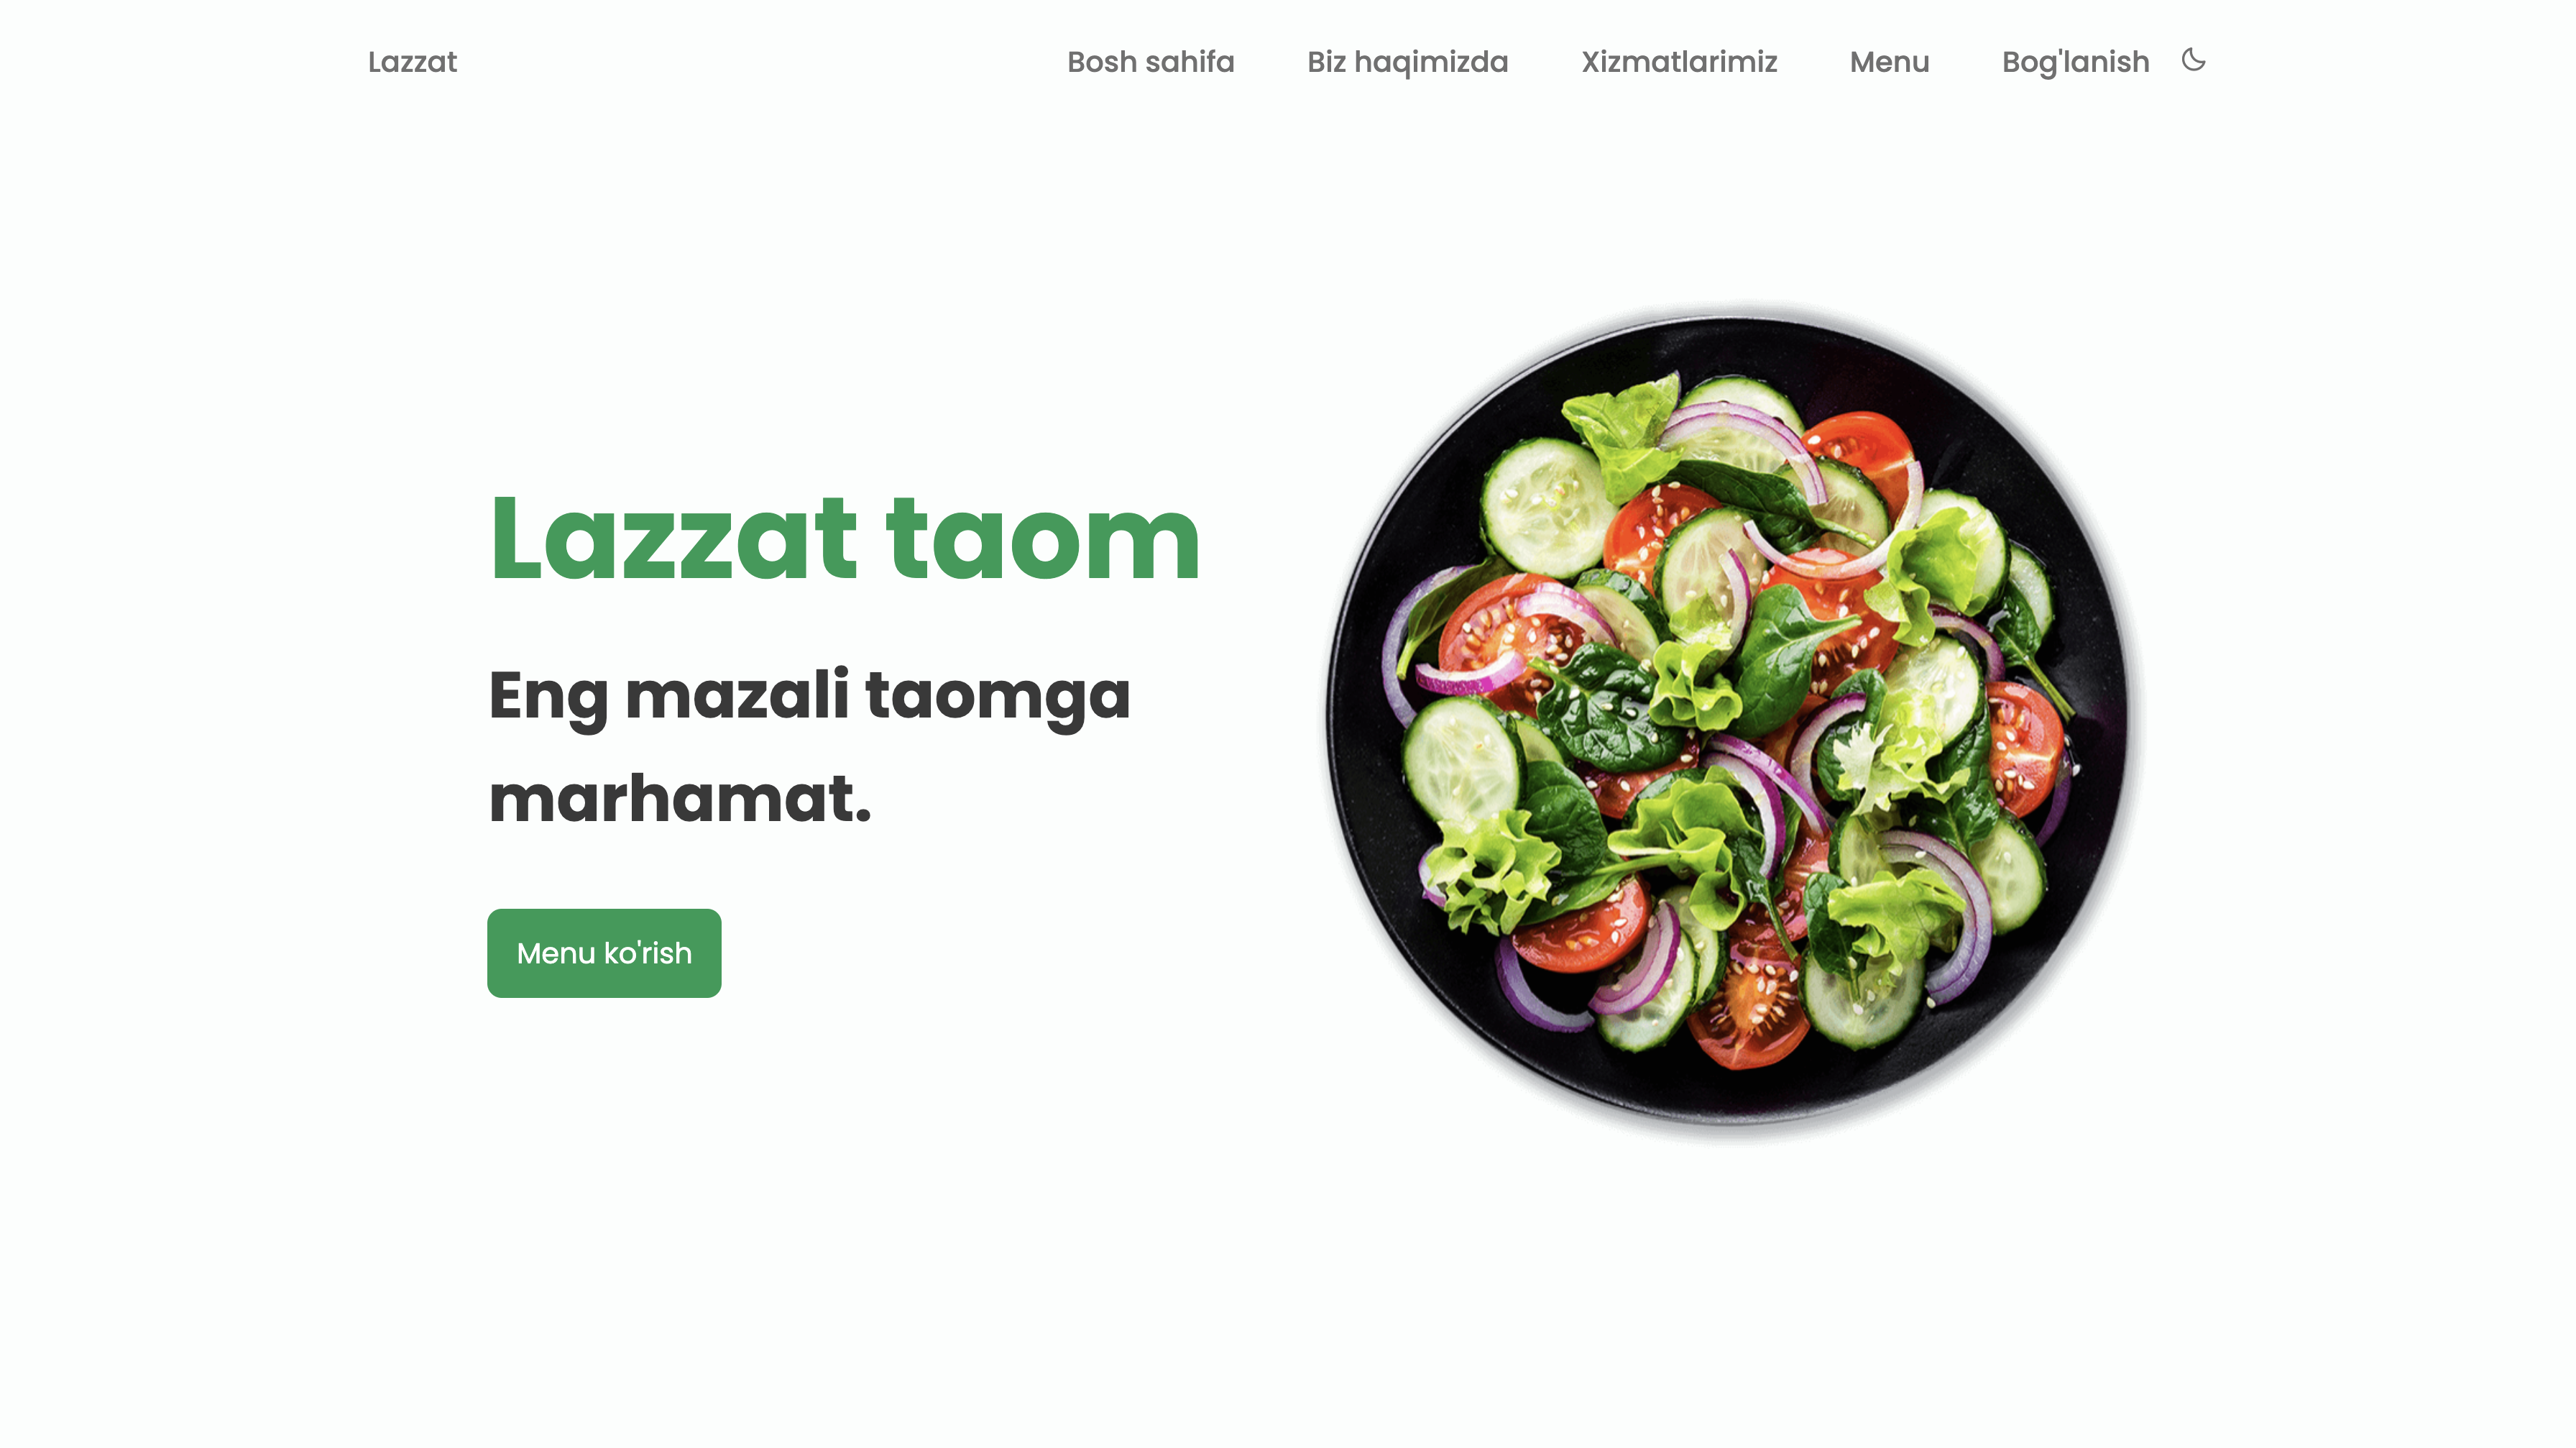 Lazzat
Bosh sahifa
Biz haqimizda
Xizmatlarimiz
Menu
Bog'lanish
Lazzat taom
Eng mazali taomga
marhamat.
Menu ko'rish